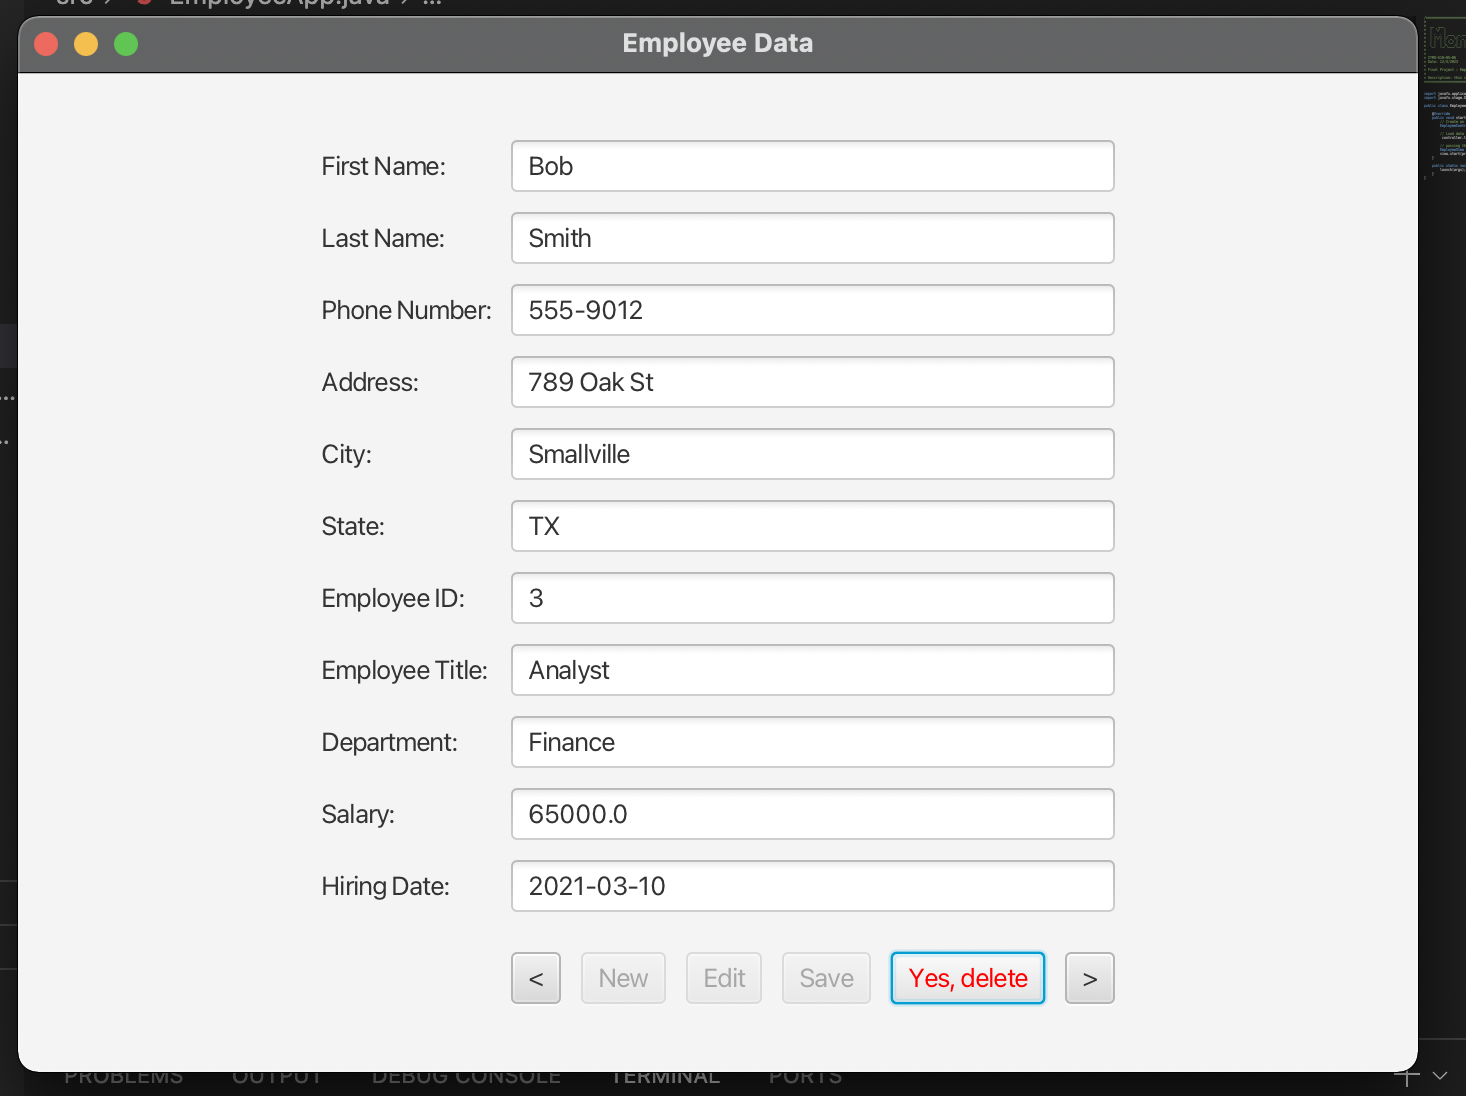 src > EmployeeApp.java > ...
Employee Data
First Name: Bob
Last Name: Smith
Phone Number: 555-9012
Address: 789 Oak St
City: Smallville
State: TX
Employee ID: 3
Employee Title: Analyst
Department: Finance
Salary: 65000.0
Hiring Date: 2021-03-10
< New Edit Save Yes, delete >
PROBLEMS OUTPUT DEBUG CONSOLE TERMINAL PORTS